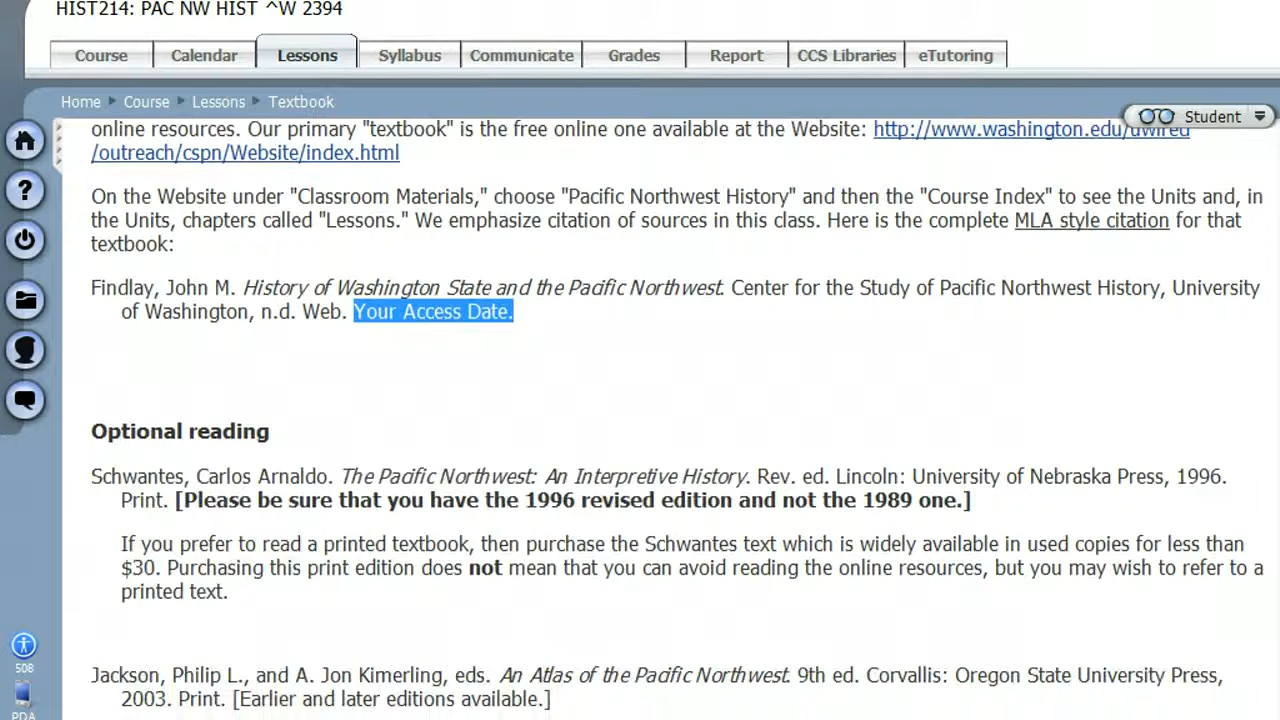 HIST214: PAC NW HIST ^W 2394
Course Calendar Lessons Syllabus Communicate Grades Report CCS Libraries eTutoring
Home Course Lessons Textbook
Student
online resources. Our primary "textbook" is the free online one available at the Website: http://www.washington.edu/uwired
/outreach/cspn/Website/index.html
On the Website under "Classroom Materials," choose "Pacific Northwest History" and then the "Course Index" to see the Units and, in
the Units, chapters called "Lessons." We emphasize citation of sources in this class. Here is the complete MLA style citation for that
textbook:
Findlay, John M. History of Washington State and the Pacific Northwest. Center for the Study of Pacific Northwest History, University
of Washington, n.d. Web. Your Access Date.
Optional reading
Schwantes, Carlos Arnaldo. The Pacific Northwest: An Interpretive History. Rev. ed. Lincoln: University of Nebraska Press, 1996.
Print. [Please be sure that you have the 1996 revised edition and not the 1989 one.]
If you prefer to read a printed textbook, then purchase the Schwantes text which is widely available in used copies for less than
$30. Purchasing this print edition does not mean that you can avoid reading the online resources, but you may wish to refer to a
printed text.
508
Jackson, Philip L., and A. Jon Kimerling, eds. An Atlas of the Pacific Northwest. 9th ed. Corvallis: Oregon State University Press,
2003. Print. [Earlier and later editions available.]
PDA